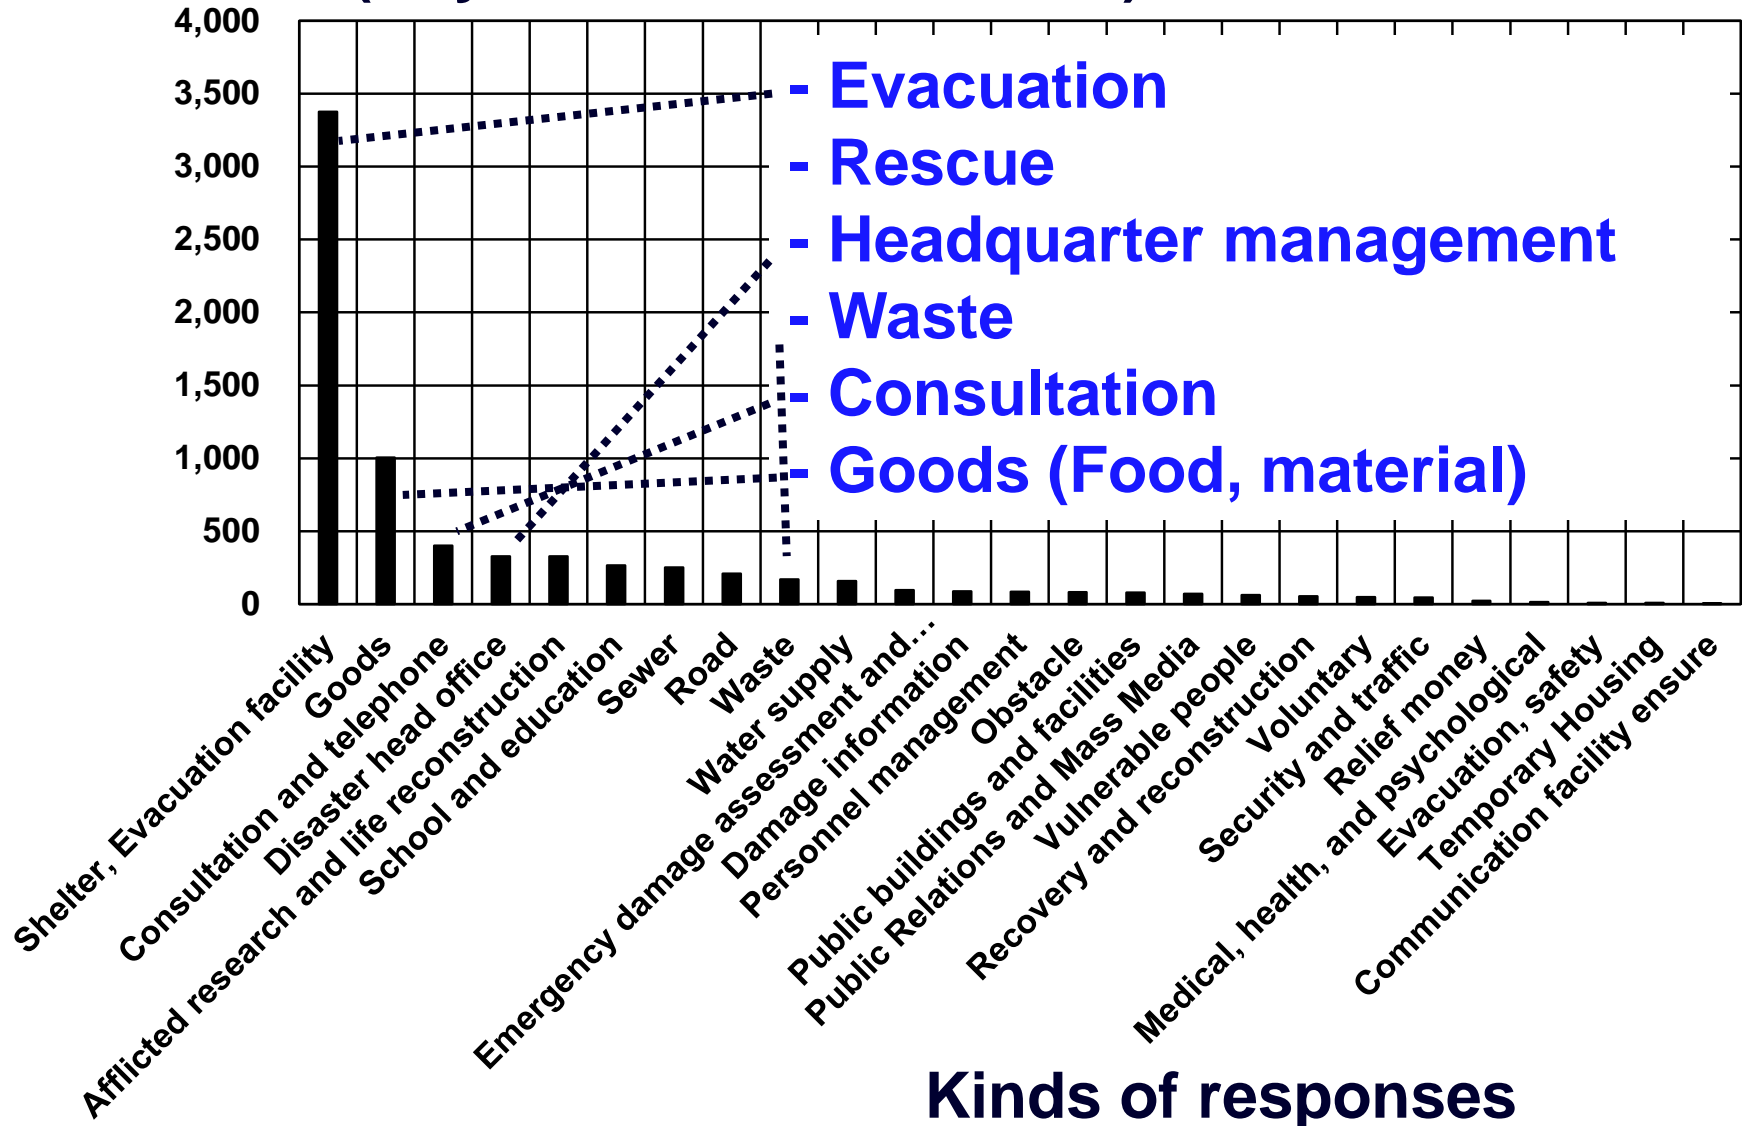 4,000
3,500
3,000
2,500
2,000
1,500
1,000
500
0
- Evacuation
- Rescue
- Headquarter management
- Waste
- Consultation
- Goods (Food, material)
Shelter, Evacuation facility
Goods
Consultation and telephone
Disaster head office
Afflicted research and life reconstruction
School and education
Sewer
Road
Waste
Water supply
Emergency damage assessment and…
Damage information
Personnel management
Obstacle
Public buildings and facilities
Public Relations and Mass Media
Vulnerable people
Recovery and reconstruction
Voluntary
Security and traffic
Relief money
Medical, health, and psychological
Evacuation, safety
Temporary Housing
Communication facility ensure
Kinds of responses